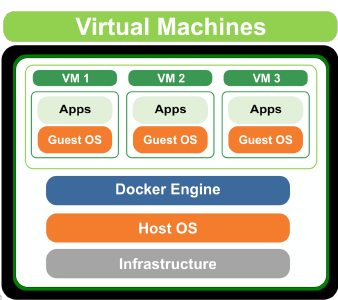 Virtual Machines
VM 1 VM 2 VM 3
Apps Apps Apps
Guest OS Guest OS Guest OS
Docker Engine
Host OS
Infrastructure